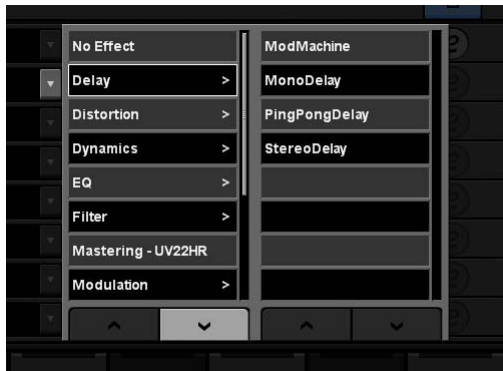 No Effect
Delay >
Distortion >
Dynamics >
EQ >
Filter >
Mastering - UV22HR
Modulation >
ModMachine
MonoDelay
PingPongDelay
StereoDelay